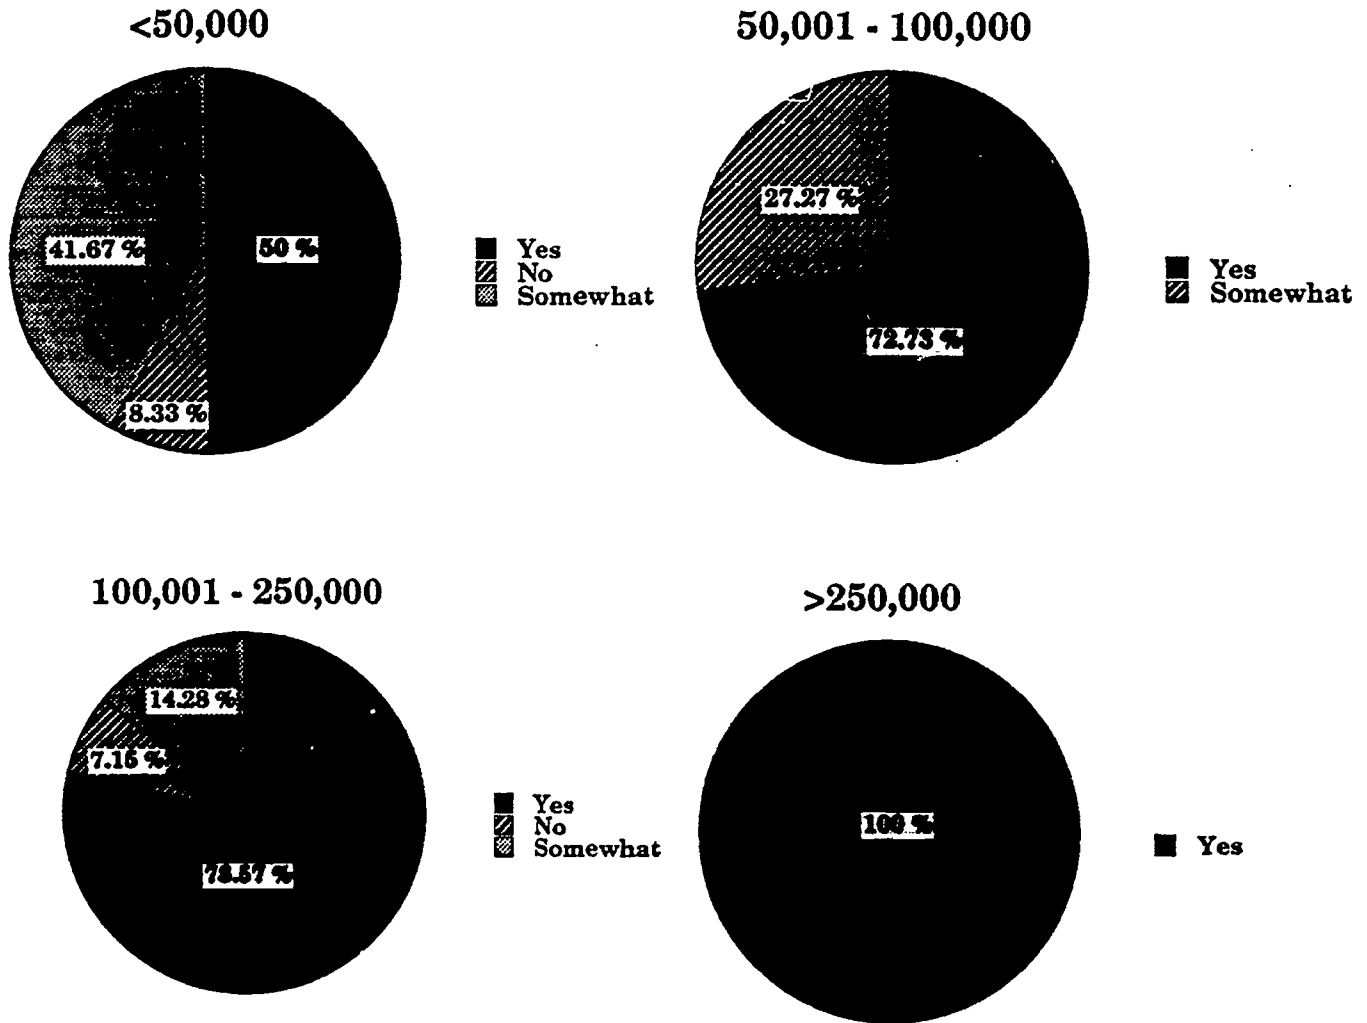 <50,000
50,001 - 100,000
41.67 %
50 %
Yes
No
Somewhat
8.33 %
27.27 %
72.73 %
Yes
Somewhat
100,001 - 250,000
>250,000
14.28 %
7.15 %
78.57 %
Yes
No
Somewhat
100 %
Yes